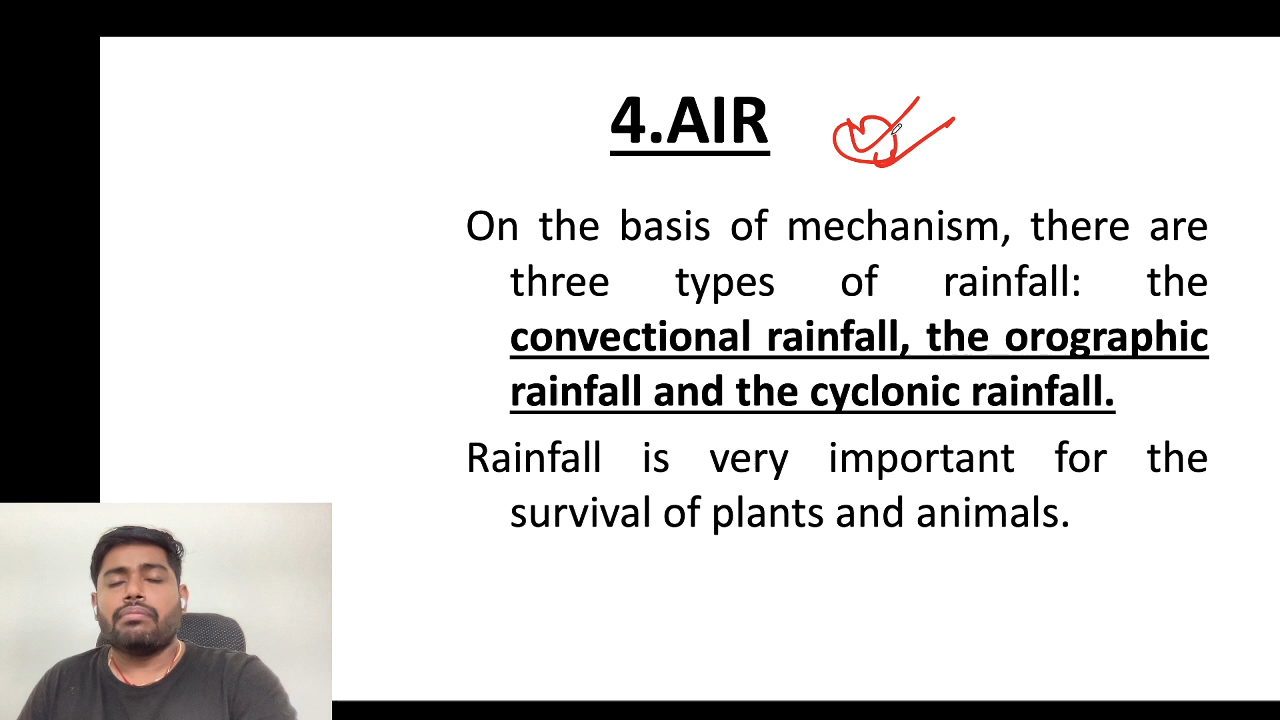 4.AIR
On the basis of mechanism, there are
three types of rainfall: the
convectional rainfall, the orographic
rainfall and the cyclonic rainfall.
Rainfall is very important for the
survival of plants and animals.